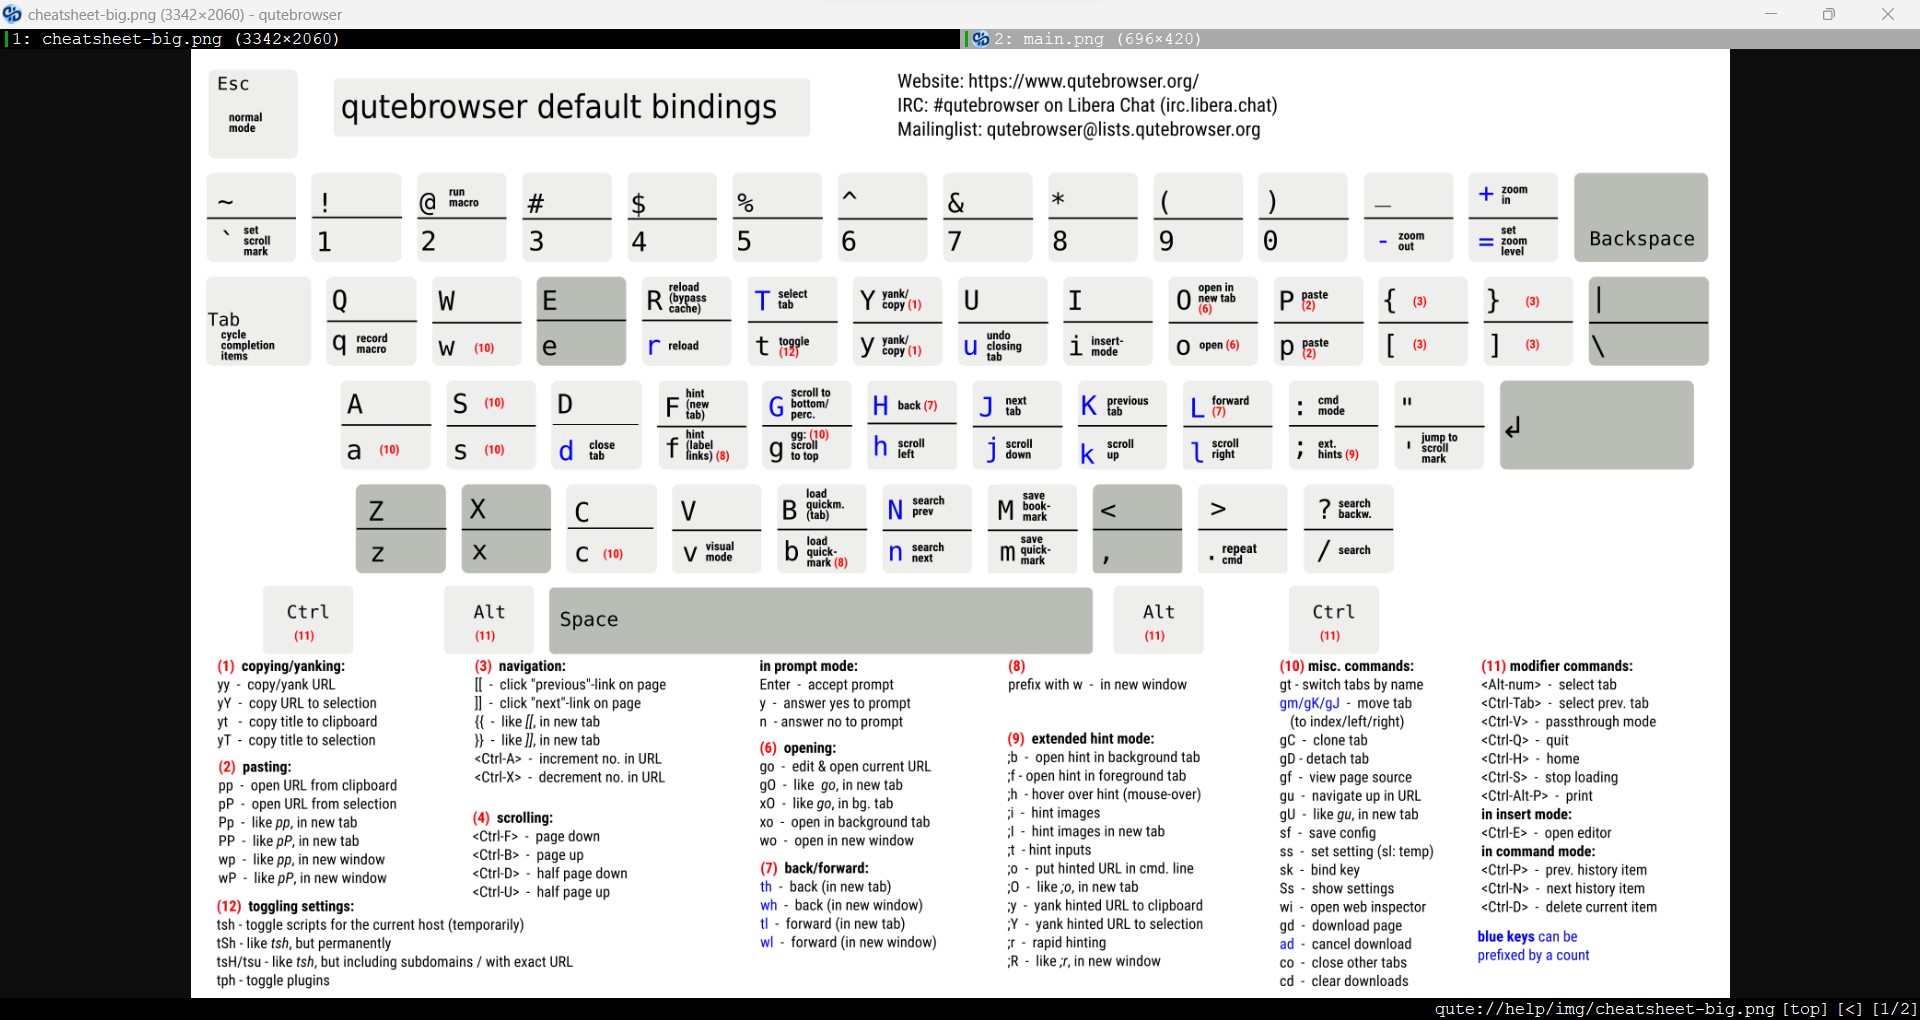 cheatsheet-big.png (3342×2060) - qutebrowser
1: cheatsheet-big.png (3342×2060)
2: main.png (696×420)
Esc
normal
mode
qutebrowser default bindings
Website: https://www.qutebrowser.org/
IRC: #qutebrowser on Libera Chat (irc.libera.chat)
Mailinglist: qutebrowser@lists.qutebrowser.org
~
` set scroll mark
!
1
@ run macro
2
#
3
$
4
%
5
^
6
&
7
*
8
(
9
)
0
_
- zoom out
+ zoom in
= set zoom level
Backspace
Tab
cycle
completion
items
Q
q record macro
W
w (10)
E
e
R reload (bypass cache)
r reload
T select tab
t toggle (12)
Y yank/ copy (1)
y yank/ copy (1)
U
u undo closing tab
I
i insert- mode
O open in new tab (6)
o open (6)
P paste (2)
p paste (2)
{ (3)
[ (3)
} (3)
] (3)
|
\
A
a (10)
S (10)
s (10)
D
d close tab
F hint (new tab)
f hint (label links) (8)
G scroll to bottom/ perc.
g gg: (10) scroll to top
H back (7)
h scroll left
J next tab
j scroll down
K previous tab
k scroll up
L forward (7)
l scroll right
: cmd mode
; ext. hints (9)
"
' jump to scroll mark
↲
Z
z
X
x
C
c (10)
V
v visual mode
B load quickm. (tab)
b load quick- mark (8)
N search prev
n search next
M save book- mark
m save quick- mark
<
,
>
. repeat cmd
? search backw.
/ search
Ctrl
(11)
Alt
(11)
Space
Alt
(11)
Ctrl
(11)
(1) copying/yanking:
yy - copy/yank URL
yY - copy URL to selection
yt - copy title to clipboard
yT - copy title to selection
(2) pasting:
pp - open URL from clipboard
pP - open URL from selection
Pp - like pp, in new tab
PP - like pP, in new tab
wp - like pp, in new window
wP - like pP, in new window
(12) toggling settings:
tsh - toggle scripts for the current host (temporarily)
tSh - like tsh, but permanently
tsH/tsu - like tsh, but including subdomains / with exact URL
tph - toggle plugins
(3) navigation:
[[ - click "previous"-link on page
]] - click "next"-link on page
{{ - like [[, in new tab
}} - like ]], in new tab
<Ctrl-A> - increment no. in URL
<Ctrl-X> - decrement no. in URL
(4) scrolling:
<Ctrl-F> - page down
<Ctrl-B> - page up
<Ctrl-D> - half page down
<Ctrl-U> - half page up
in prompt mode:
Enter - accept prompt
y - answer yes to prompt
n - answer no to prompt
(6) opening:
go - edit & open current URL
gO - like go, in new tab
xO - like go, in bg. tab
xo - open in background tab
wo - open in new window
(7) back/forward:
th - back (in new tab)
wh - back (in new window)
tl - forward (in new tab)
wl - forward (in new window)
(8)
prefix with w - in new window
(9) extended hint mode:
;b - open hint in background tab
;f - open hint in foreground tab
;h - hover over hint (mouse-over)
;i - hint images
;I - hint images in new tab
;t - hint inputs
;o - put hinted URL in cmd. line
;O - like ;o, in new tab
;y - yank hinted URL to clipboard
;Y - yank hinted URL to selection
;r - rapid hinting
;R - like ;r, in new window
(10) misc. commands:
gt - switch tabs by name
gm/gK/gJ - move tab
(to index/left/right)
gC - clone tab
gD - detach tab
gf - view page source
gu - navigate up in URL
gU - like gu, in new tab
sf - save config
ss - set setting (sl: temp)
sk - bind key
Ss - show settings
wi - open web inspector
gd - download page
ad - cancel download
co - close other tabs
cd - clear downloads
(11) modifier commands:
<Alt-num> - select tab
<Ctrl-Tab> - select prev. tab
<Ctrl-V> - passthrough mode
<Ctrl-Q> - quit
<Ctrl-H> - home
<Ctrl-S> - stop loading
<Ctrl-Alt-P> - print
in insert mode:
<Ctrl-E> - open editor
in command mode:
<Ctrl-P> - prev. history item
<Ctrl-N> - next history item
<Ctrl-D> - delete current item
blue keys can be
prefixed by a count
qute://help/img/cheatsheet-big.png [top] [<] [1/2]